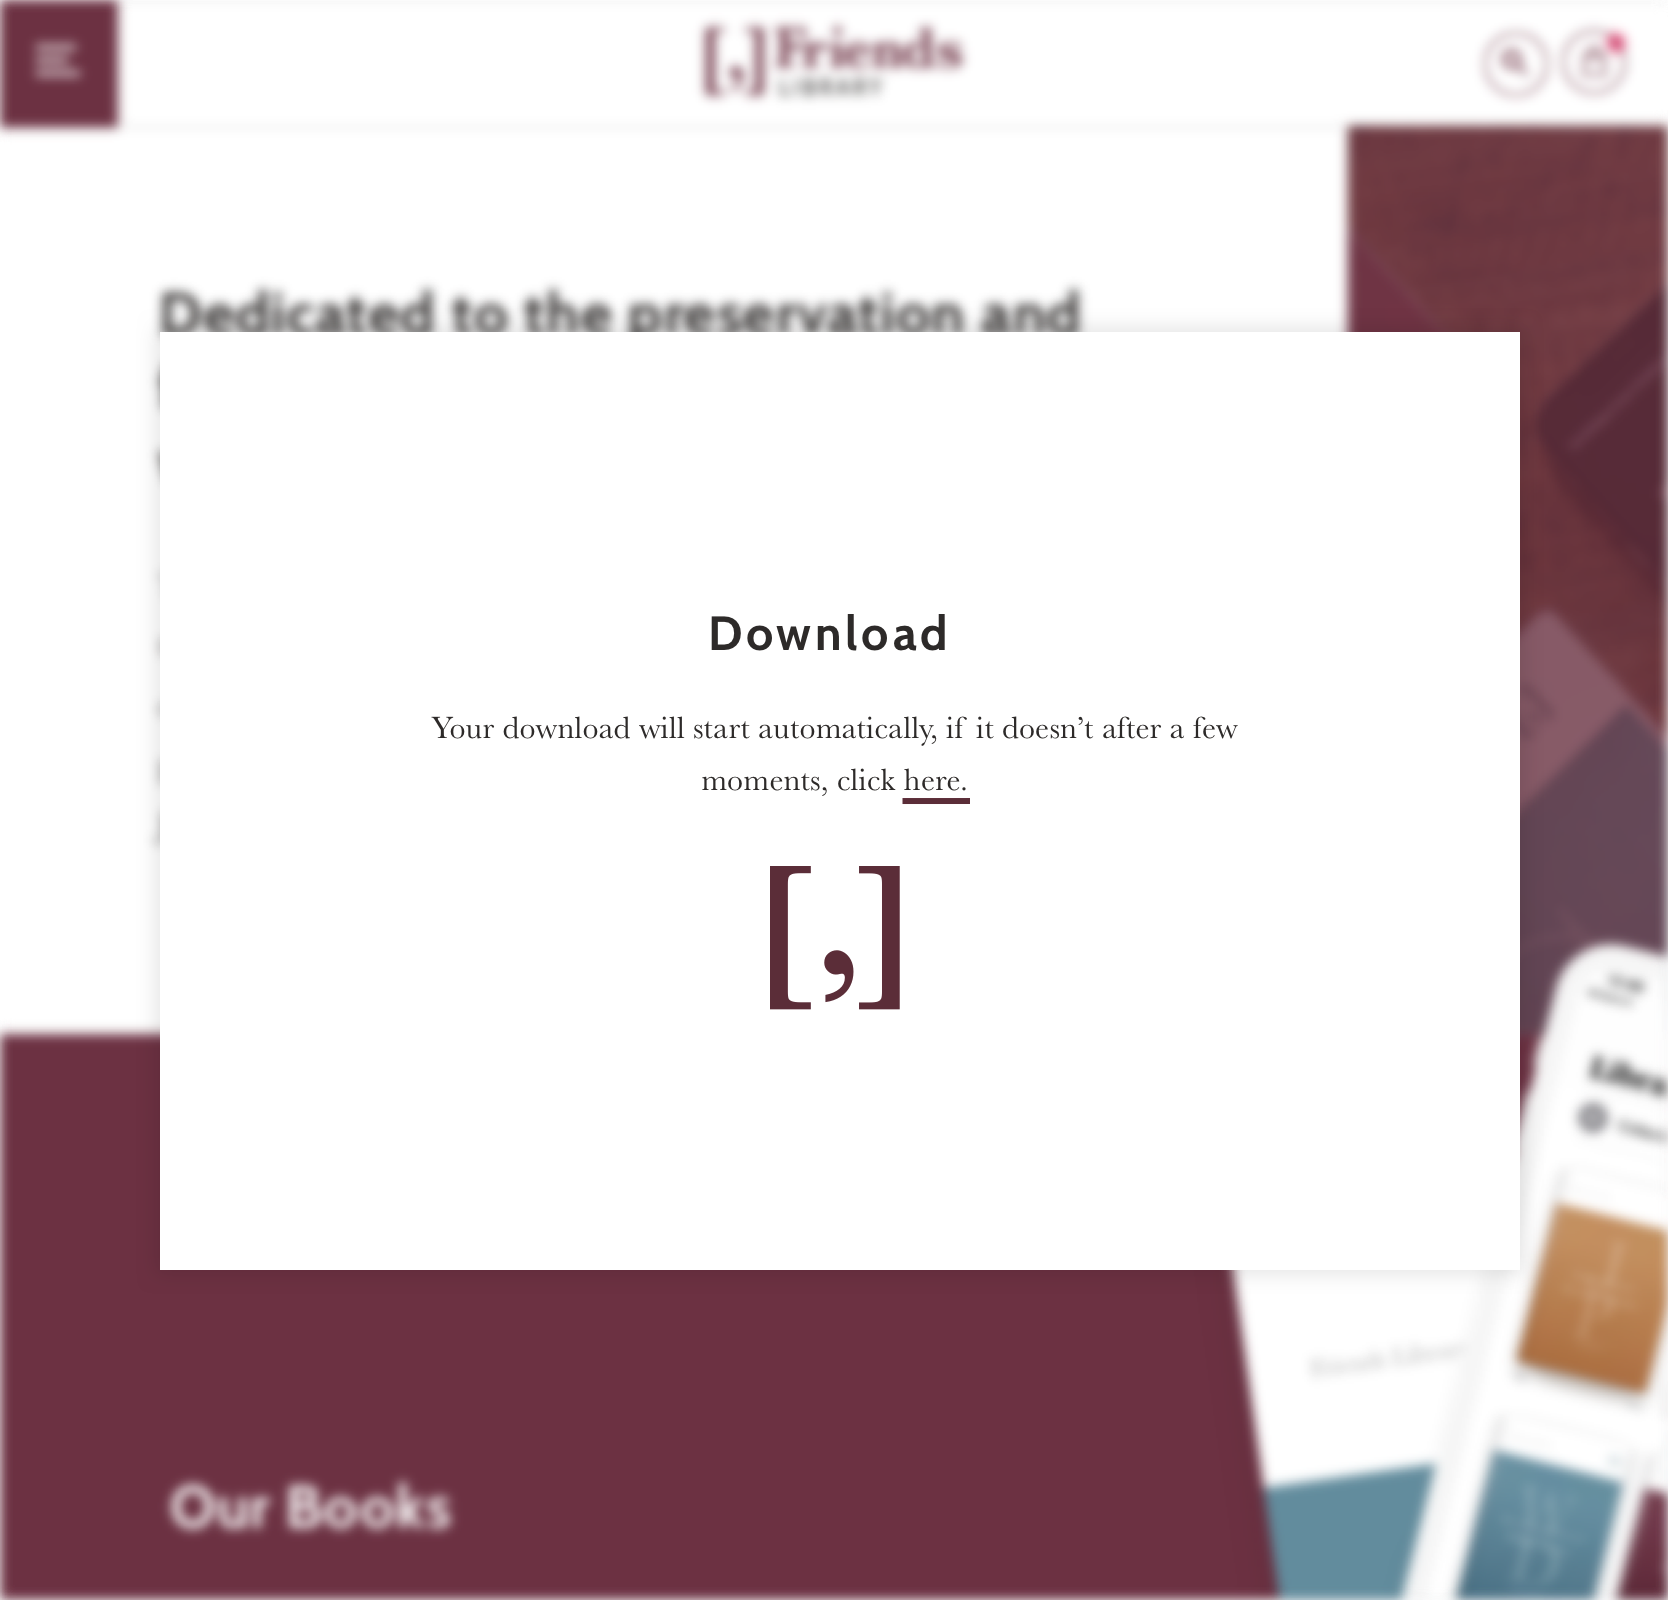 [,] Friends
LIBRARY
Dedicated to the preservation and
Download
Your download will start automatically, if it doesn’t after a few
moments, click here.
[,]
Our Books